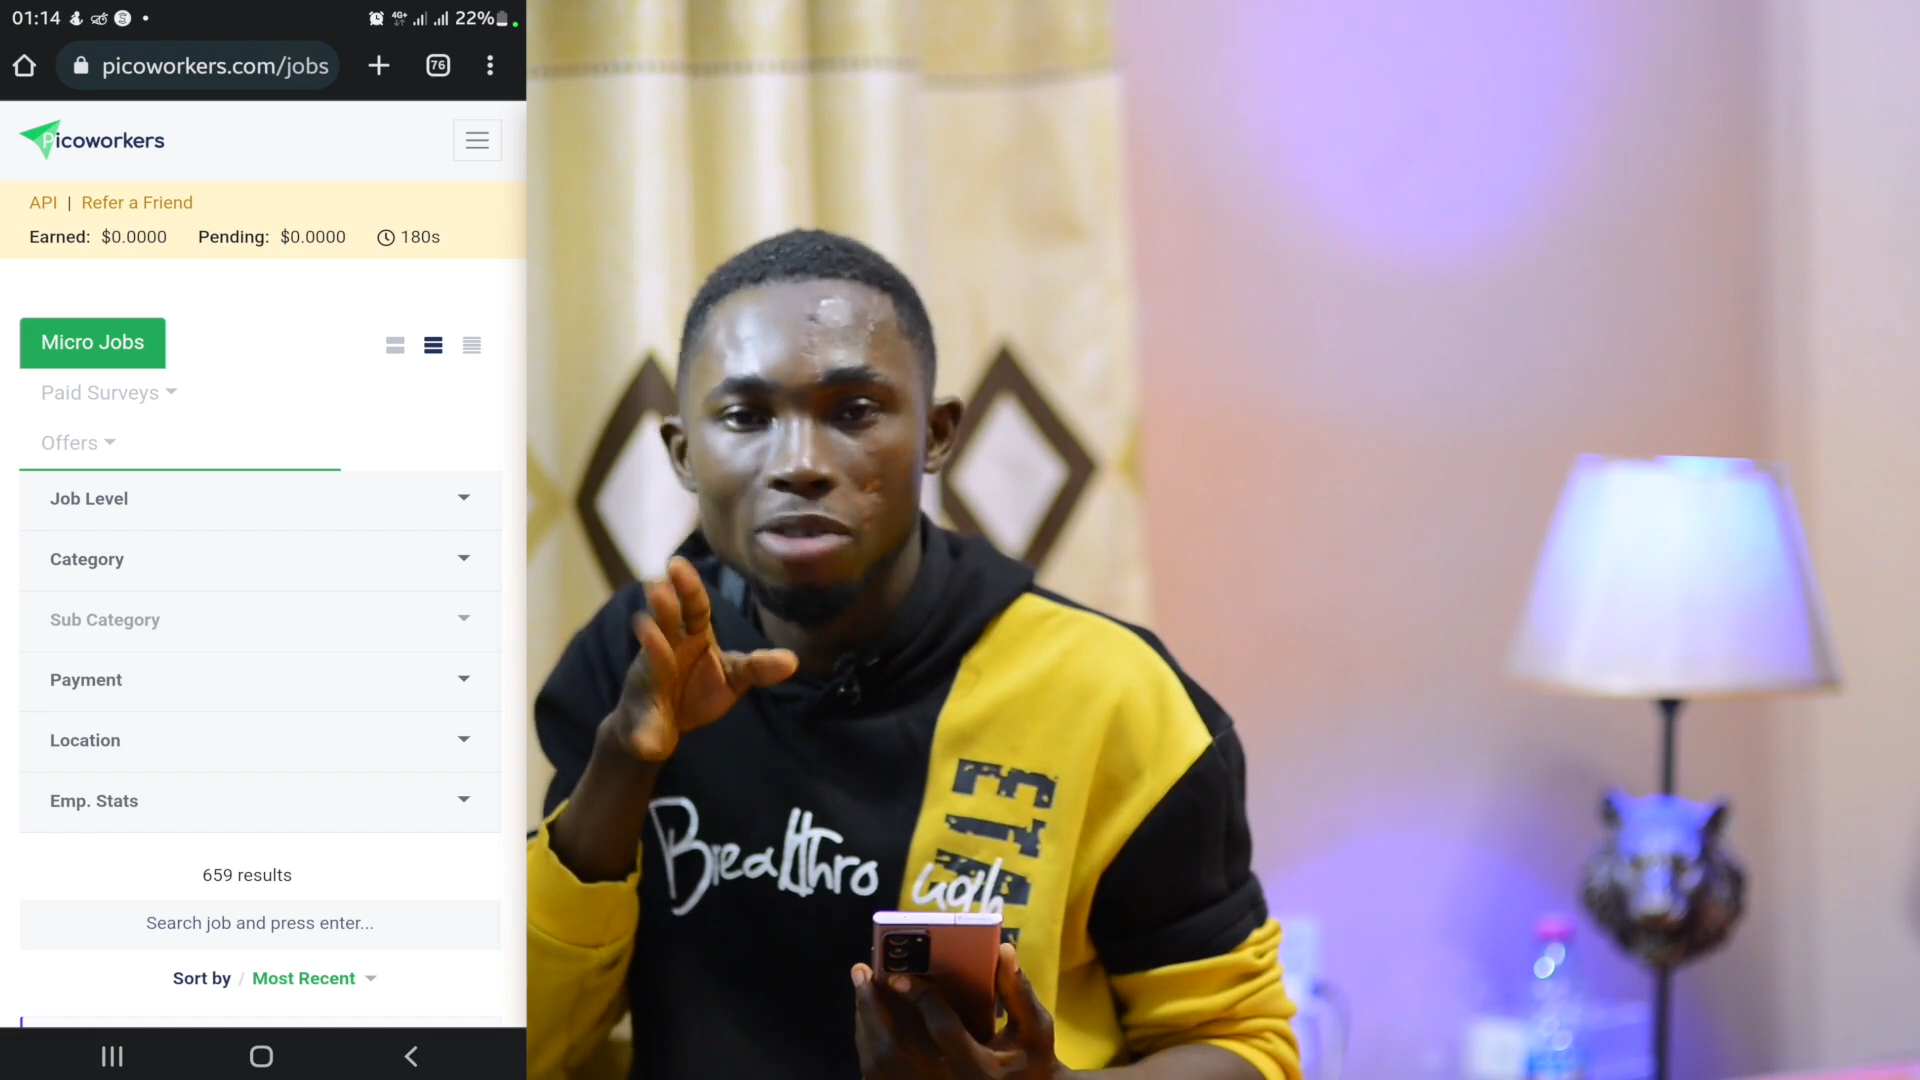 01:14
4G+
22%
picoworkers.com/jobs
76
Picoworkers
API | Refer a Friend
Earned: $0.0000 Pending: $0.0000 180s
Micro Jobs
Paid Surveys
Offers
Job Level
Category
Sub Category
Payment
Location
Emp. Stats
659 results
Search job and press enter...
Sort by / Most Recent
Breakthrough